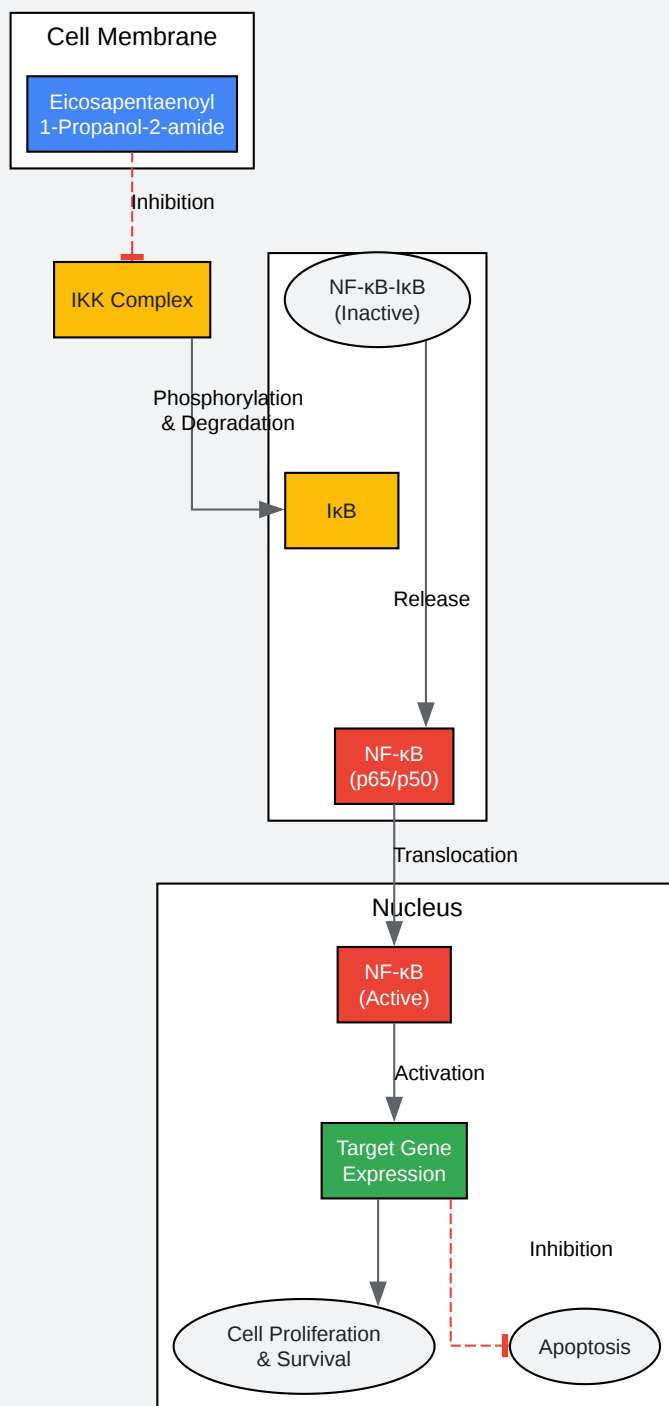 Cell Membrane
Eicosapentaenoyl
1-Propanol-2-amide
Inhibition
IKK Complex
NF-κB-IκB
(Inactive)
Phosphorylation
& Degradation
IκB
Release
NF-κB
(p65/p50)
Translocation
Nucleus
NF-κB
(Active)
Activation
Target Gene
Expression
Inhibition
Cell Proliferation
& Survival
Apoptosis